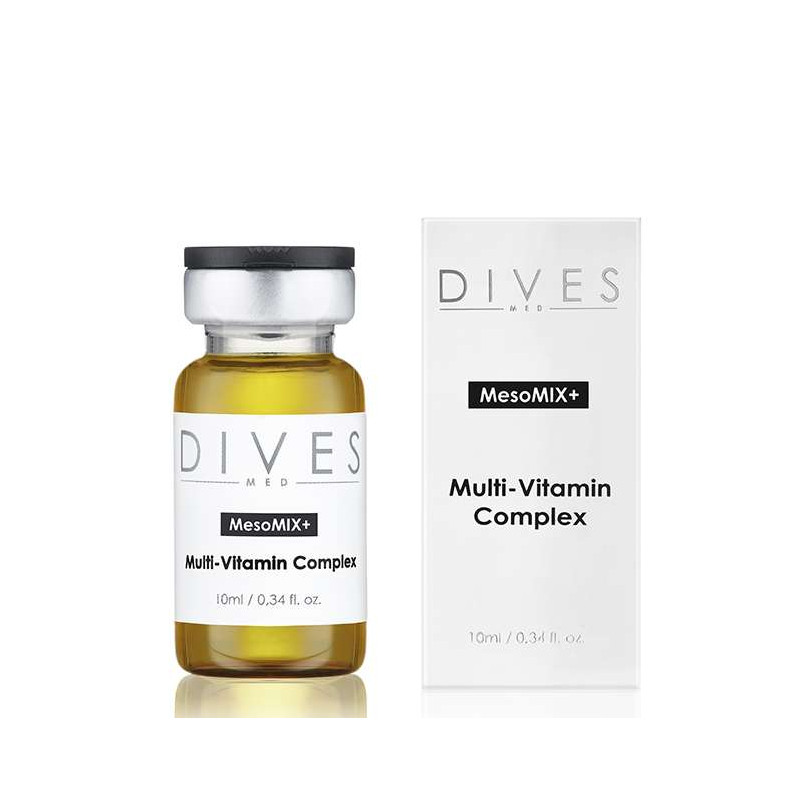 DIVES
MED
MesoMIX+
Multi-Vitamin Complex
10ml / 0,34 fl. oz.
DIVES
MED
MesoMIX+
Multi-Vitamin
Complex
10ml / 0,34 fl. oz.